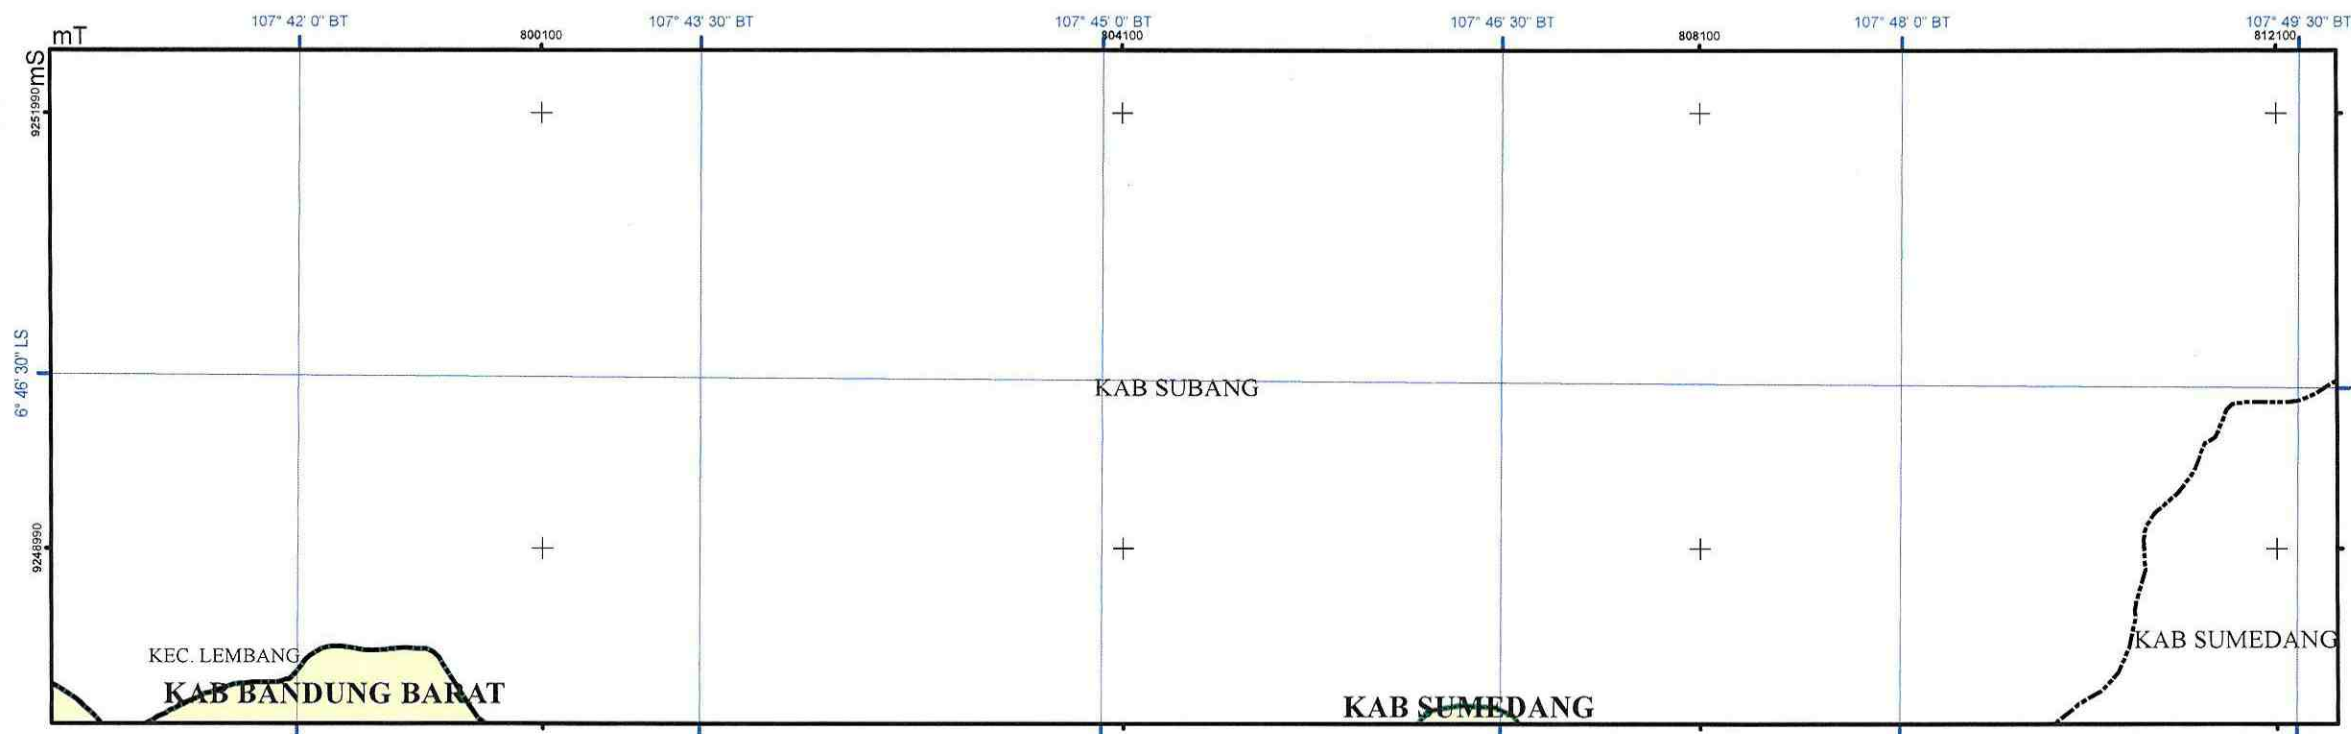 107° 42' 0" BT
107° 43' 30" BT
107° 45' 0" BT
107° 46' 30" BT
107° 48' 0" BT
107° 49' 30" BT
mT
800100
804100
808100
812100
mS
9251990
6° 46' 30" LS
KAB SUBANG
9248990
KAB SUMEDANG
KEC. LEMBANG
KAB BANDUNG BARAT
KAB SUMEDANG